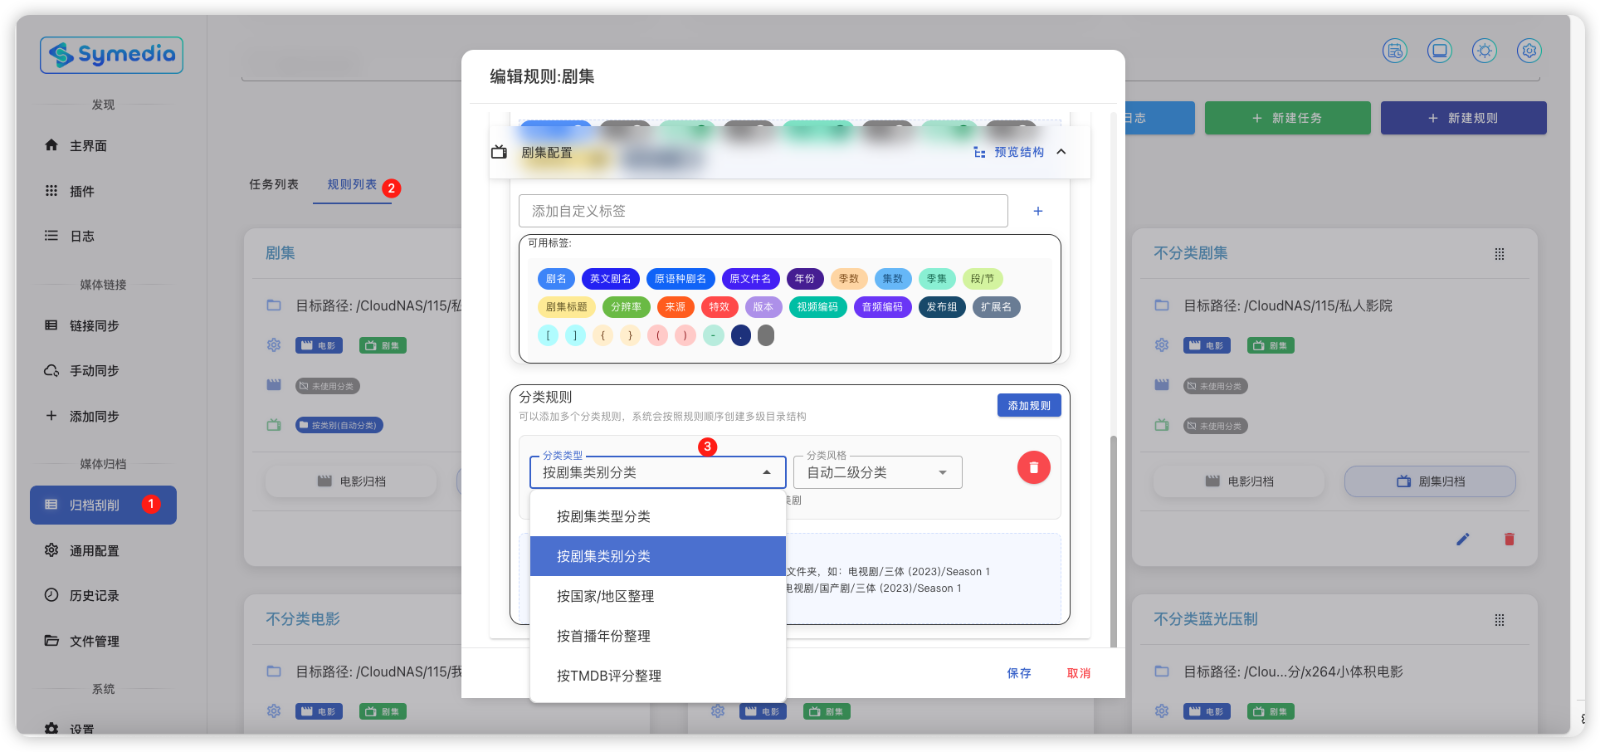 Symedia
发现
主界面
插件
日志
媒体链接
链接同步
手动同步
添加同步
媒体归档
归档刮削 1
通用配置
历史记录
文件管理
系统
设置
日志
+ 新建任务
+ 新建规则
任务列表
规则列表 2
剧集
目标路径: /CloudNAS/115/私
电影 剧集
未使用分类
按类别(自动分类)
电影归档
不分类电影
目标路径: /CloudNAS/115/我
电影 剧集
电影 剧集
不分类剧集
目标路径: /CloudNAS/115/私人影院
电影 剧集
未使用分类
未使用分类
电影归档 剧集归档
不分类蓝光压制
目标路径: /Clou...分/x264小体积电影
电影 剧集
编辑规则:剧集
剧集配置
预览结构
添加自定义标签
+
可用标签:
剧名 英文剧名 原语种剧名 原文件名 年份 季数 集数 季集 段/节
剧集标题 分辨率 来源 特效 版本 视频编码 音频编码 发布组 扩展名
[ ] { } ( ) - .
分类规则
可以添加多个分类规则，系统会按照规则顺序创建多级目录结构
添加规则
分类类型
按剧集类别分类
3
分类风格
自动二级分类
集剧
按剧集类型分类
按剧集类别分类
按国家/地区整理
按首播年份整理
按TMDB评分整理
文件夹，如：电视剧/三体 (2023)/Season 1
电视剧/国产剧/三体 (2023)/Season 1
保存
取消